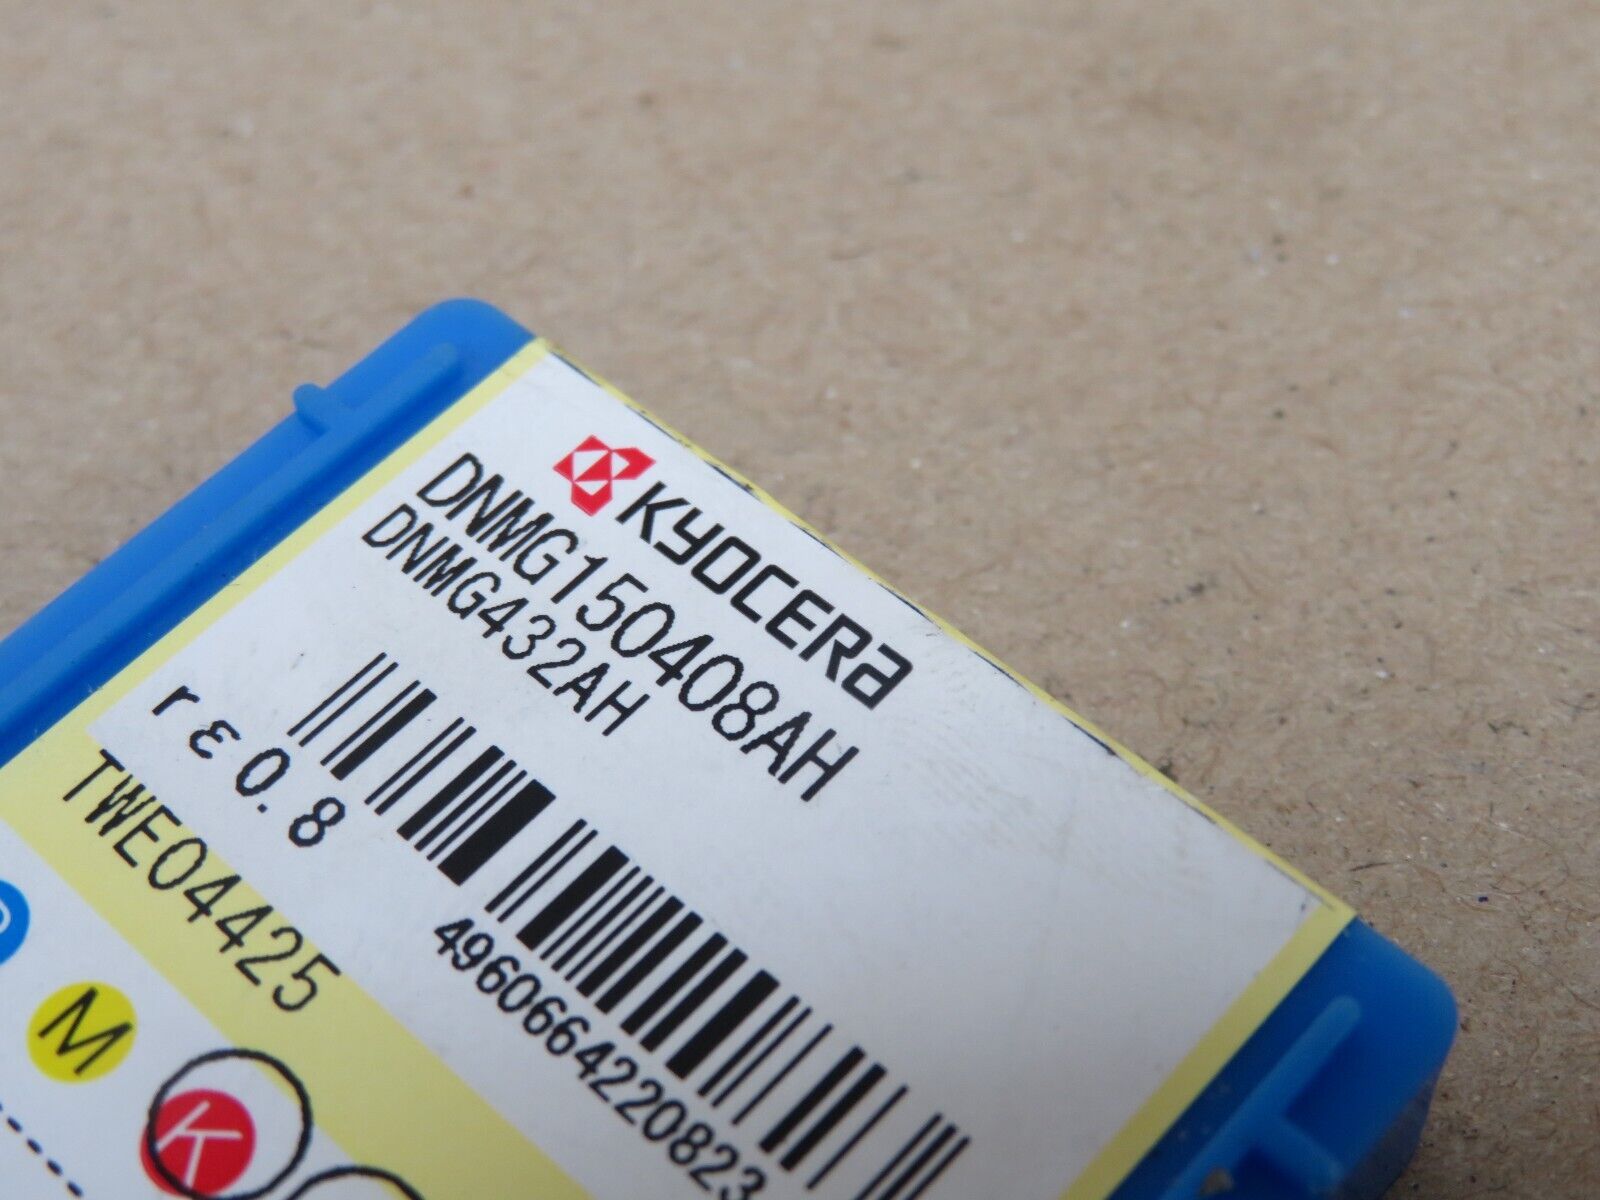 KYOCERa
DNMG150408AH
DNMG432AH
rε0.8
4960664220823
TWE04425
M
K